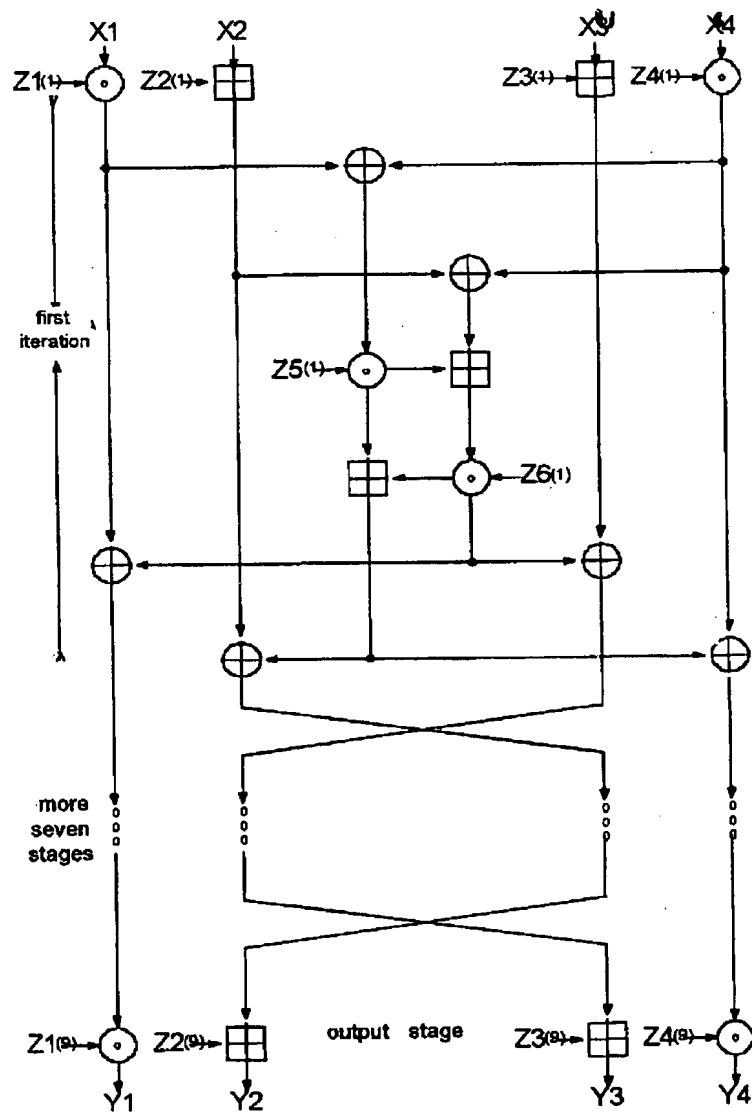 X1 X2 X3 X4
Z1(1) Z2(1) Z3(1) Z4(1)
first
iteration
Z5(1)
Z6(1)
more
seven
stages
output stage
Z1(9) Z2(9) Z3(9) Z4(9)
Y1 Y2 Y3 Y4